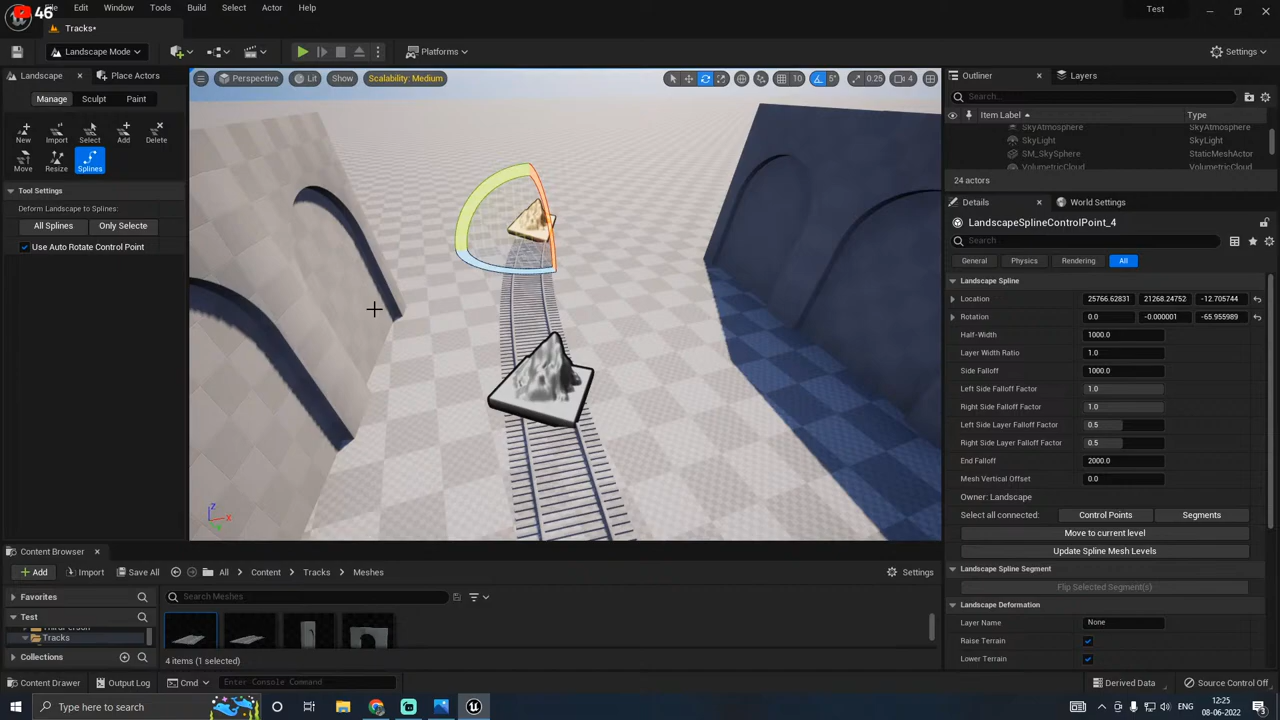 46
Edit Window Tools Build Select Actor Help
Test
Tracks•
Landscape Mode
Platforms
Settings
Landscape
Place Actors
Manage Sculpt Paint
New Import Select Add Delete
Move Resize Splines
Tool Settings
Deform Landscape to Splines:
All Splines Only Selecte
Use Auto Rotate Control Point
Perspective Lit Show Scalability: Medium
10 5° 0.25 4
Outliner
Layers
Search...
Item Label Type
SkyAtmosphere SkyAtmosphere
SkyLight SkyLight
SM_SkySphere StaticMeshActor
VolumetricCloud VolumetricCloud
24 actors
Details
World Settings
LandscapeSplineControlPoint_4
Search
General Physics Rendering All
Landscape Spline
Location 25766.62831 21268.24752 -12.705744
Rotation 0.0 -0.000001 -65.955989
Half-Width 1000.0
Layer Width Ratio 1.0
Side Falloff 1000.0
Left Side Falloff Factor 1.0
Right Side Falloff Factor 1.0
Left Side Layer Falloff Factor 0.5
Right Side Layer Falloff Factor 0.5
End Falloff 2000.0
Mesh Vertical Offset 0.0
Owner: Landscape
Select all connected: Control Points Segments
Move to current level
Update Spline Mesh Levels
Landscape Spline Segment
Flip Selected Segment(s)
Landscape Deformation
Layer Name None
Raise Terrain
Lower Terrain
Z
X
Content Browser
Add Import Save All All Content Tracks Meshes Settings
Favorites
Search Meshes
Test
Tracks
Collections
4 items (1 selected)
Content Drawer Output Log Cmd Enter Console Command
Derived Data Source Control Off
Type here to search
ENG
12:25
08-06-2022